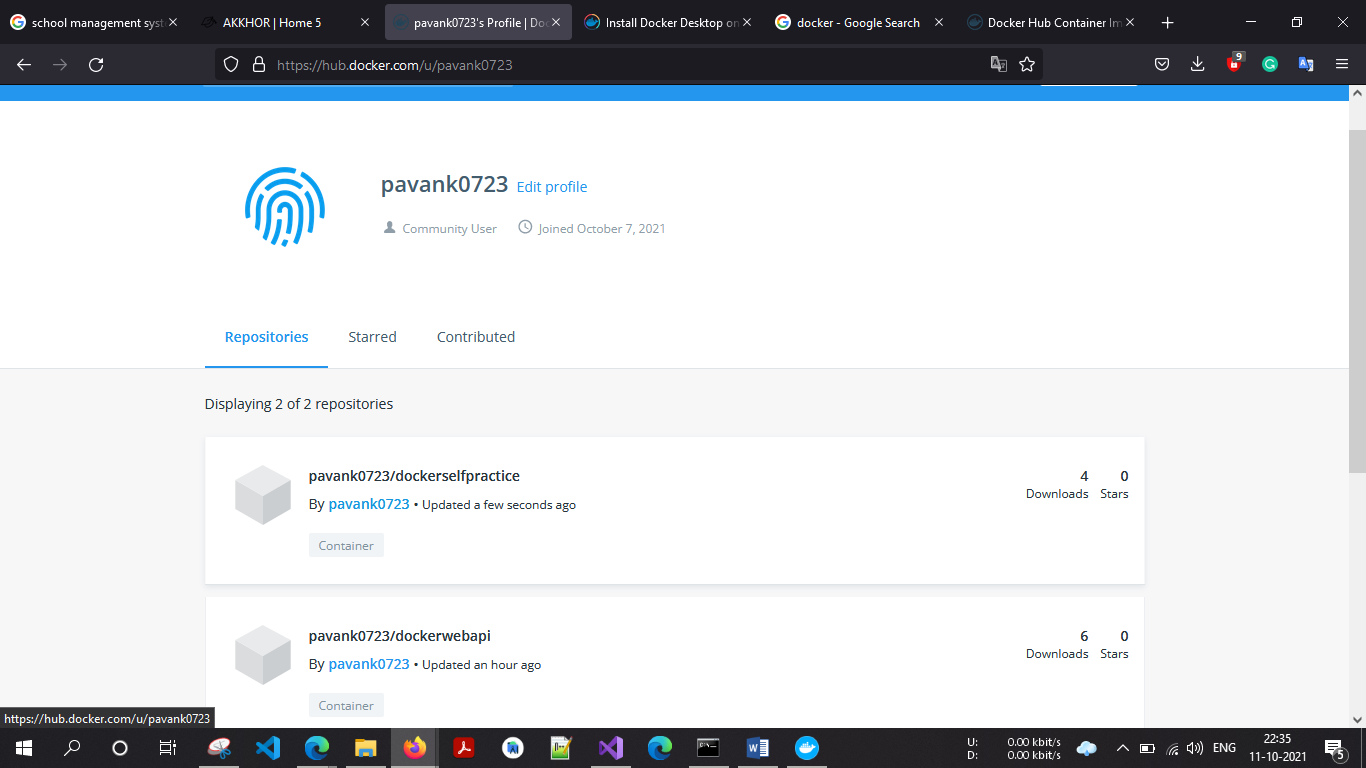 school management syst
AKKHOR | Home 5
pavank0723's Profile | Doc
Install Docker Desktop on
docker - Google Search
Docker Hub Container Im
https://hub.docker.com/u/pavank0723
9
pavank0723 Edit profile
Community User Joined October 7, 2021
Repositories Starred Contributed
Displaying 2 of 2 repositories
pavank0723/dockerselfpractice 4 0
By pavank0723 • Updated a few seconds ago Downloads Stars
Container
pavank0723/dockerwebapi 6 0
By pavank0723 • Updated an hour ago Downloads Stars
Container
https://hub.docker.com/u/pavank0723
U: 0.00 kbit/s
D: 0.00 kbit/s
ENG
22:35
11-10-2021
5